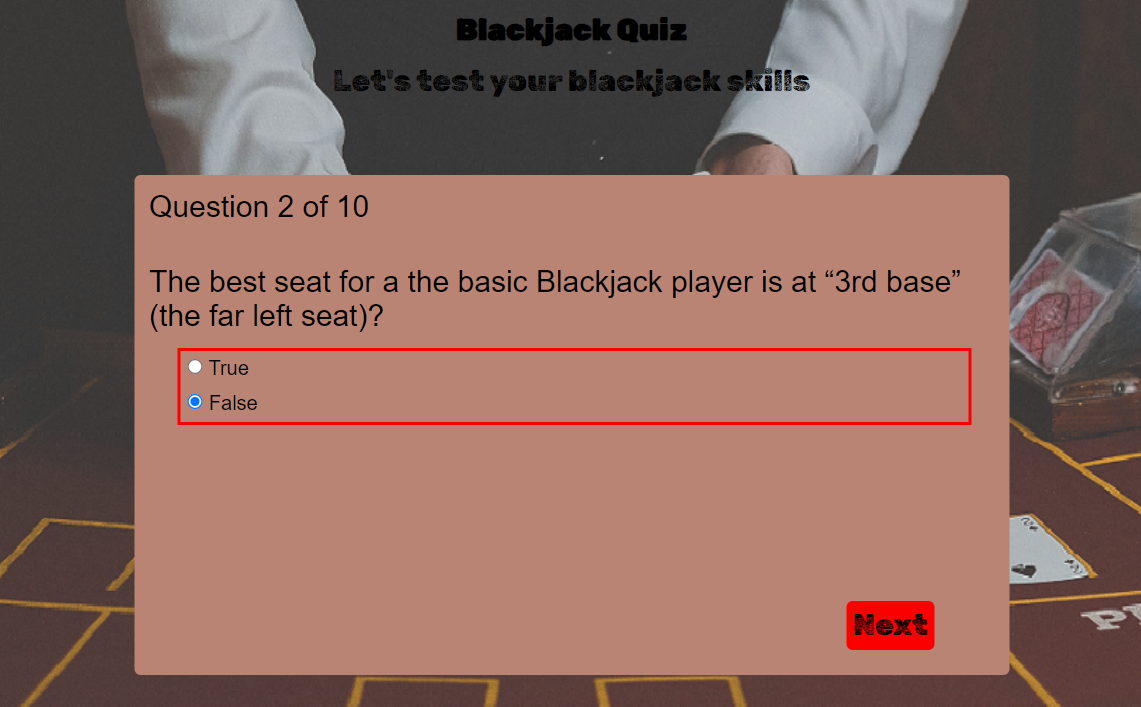 Blackjack Quiz
Let's test your blackjack skills
Question 2 of 10
The best seat for a the basic Blackjack player is at “3rd base”
(the far left seat)?
True
False
Next